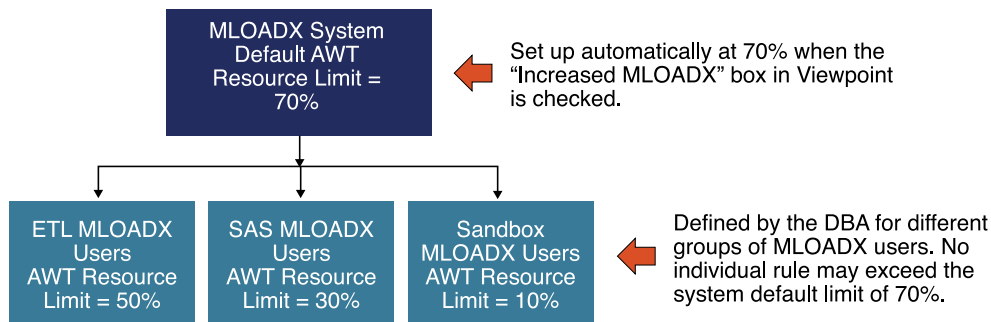 MLOADX System
Default AWT
Resource Limit =
70%
Set up automatically at 70% when the
“Increased MLOADX” box in Viewpoint
is checked.
ETL MLOADX
Users
AWT Resource
Limit = 50%
SAS MLOADX
Users
AWT Resource
Limit = 30%
Sandbox
MLOADX Users
AWT Resource
Limit = 10%
Defined by the DBA for different
groups of MLOADX users. No
individual rule may exceed the
system default limit of 70%.